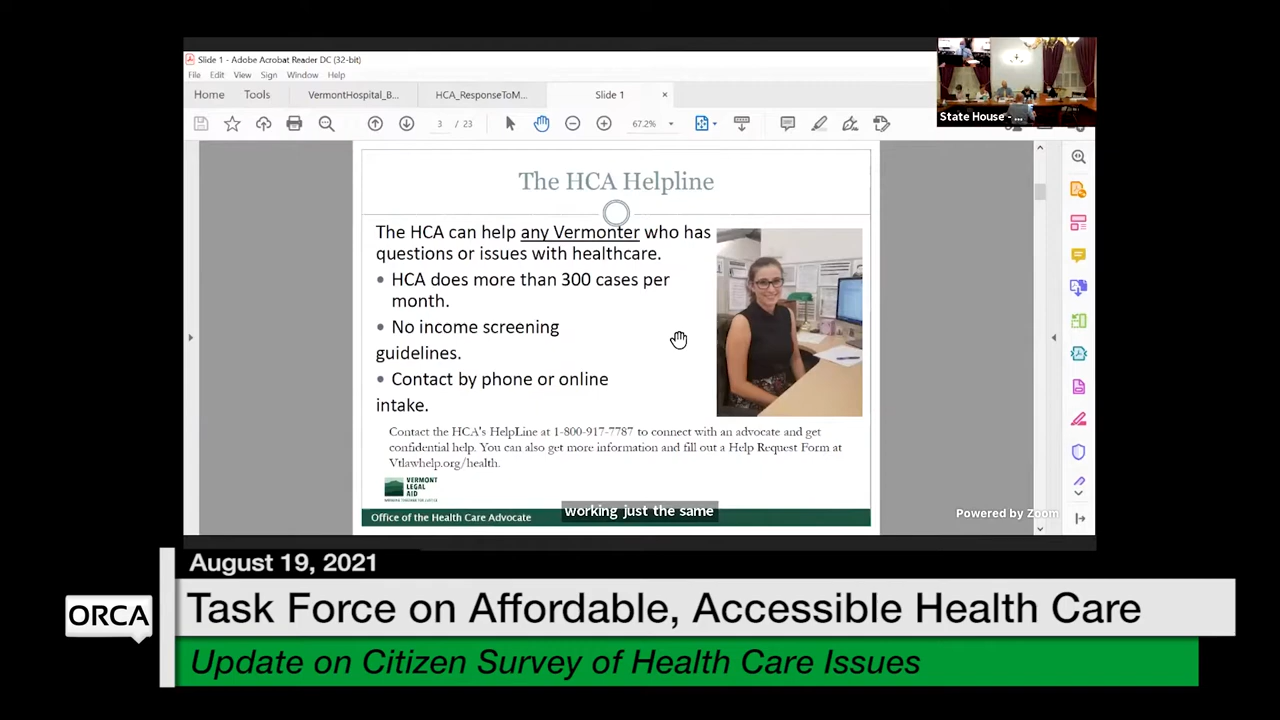 Slide 1 - Adobe Acrobat Reader DC (32-bit)
File Edit View Sign Window Help
Home Tools VermontHospital_B... HCA_ResponseToM... Slide 1 ×
3 / 23 67.2%
State House - ...
The HCA Helpline
The HCA can help any Vermonter who has
uestions or issues with healthcare.
• HCA does more than 300 cases per
month.
• No income screening
guidelines.
• Contact by phone or online
intake.
Contact the HCA's HelpLine at 1-800-917-7787 to connect with an advocate and get
confidential help. You can also get more information and fill out a Help Request Form at
Vtlawhelp.org/health.
VERMONT
LEGAL
AID
Office of the Health Care Advocate
working just the same
Powered by Zoom
August 19, 2021
ORCA
Task Force on Affordable, Accessible Health Care
Update on Citizen Survey of Health Care Issues